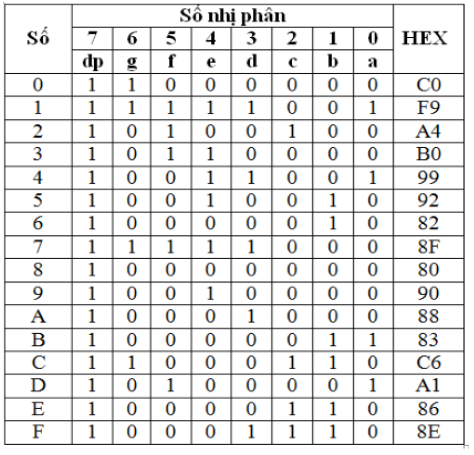 Số nhị phân
Số 7 6 5 4 3 2 1 0 HEX
dp g f e d c b a
0 1 1 0 0 0 0 0 0 C0
1 1 1 1 1 1 0 0 1 F9
2 1 0 1 0 0 1 0 0 A4
3 1 0 1 1 0 0 0 0 B0
4 1 0 0 1 1 0 0 1 99
5 1 0 0 1 0 0 1 0 92
6 1 0 0 0 0 0 1 0 82
7 1 1 1 1 1 0 0 0 8F
8 1 0 0 0 0 0 0 0 80
9 1 0 0 1 0 0 0 0 90
A 1 0 0 0 1 0 0 0 88
B 1 0 0 0 0 0 1 1 83
C 1 1 0 0 0 1 1 0 C6
D 1 0 1 0 0 0 0 1 A1
E 1 0 0 0 0 1 1 0 86
F 1 0 0 0 1 1 1 0 8E